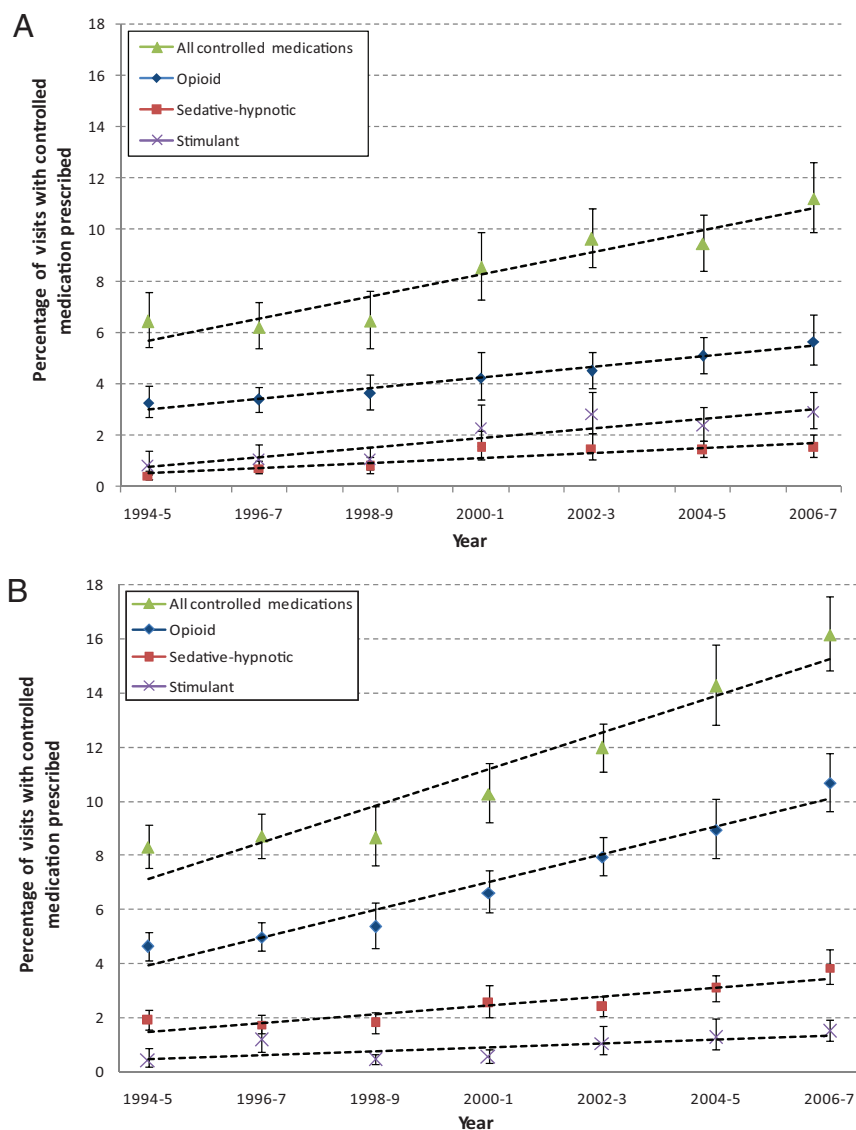 A
18
16
14
12
10
8
6
4
2
0
Percentage of visits with controlled
medication prescribed
All controlled medications
Opioid
Sedative-hypnotic
Stimulant
1994-5 1996-7 1998-9 2000-1 2002-3 2004-5 2006-7
Year
B
18
16
14
12
10
8
6
4
2
0
Percentage of visits with controlled
medication prescribed
All controlled medications
Opioid
Sedative-hypnotic
Stimulant
1994-5 1996-7 1998-9 2000-1 2002-3 2004-5 2006-7
Year